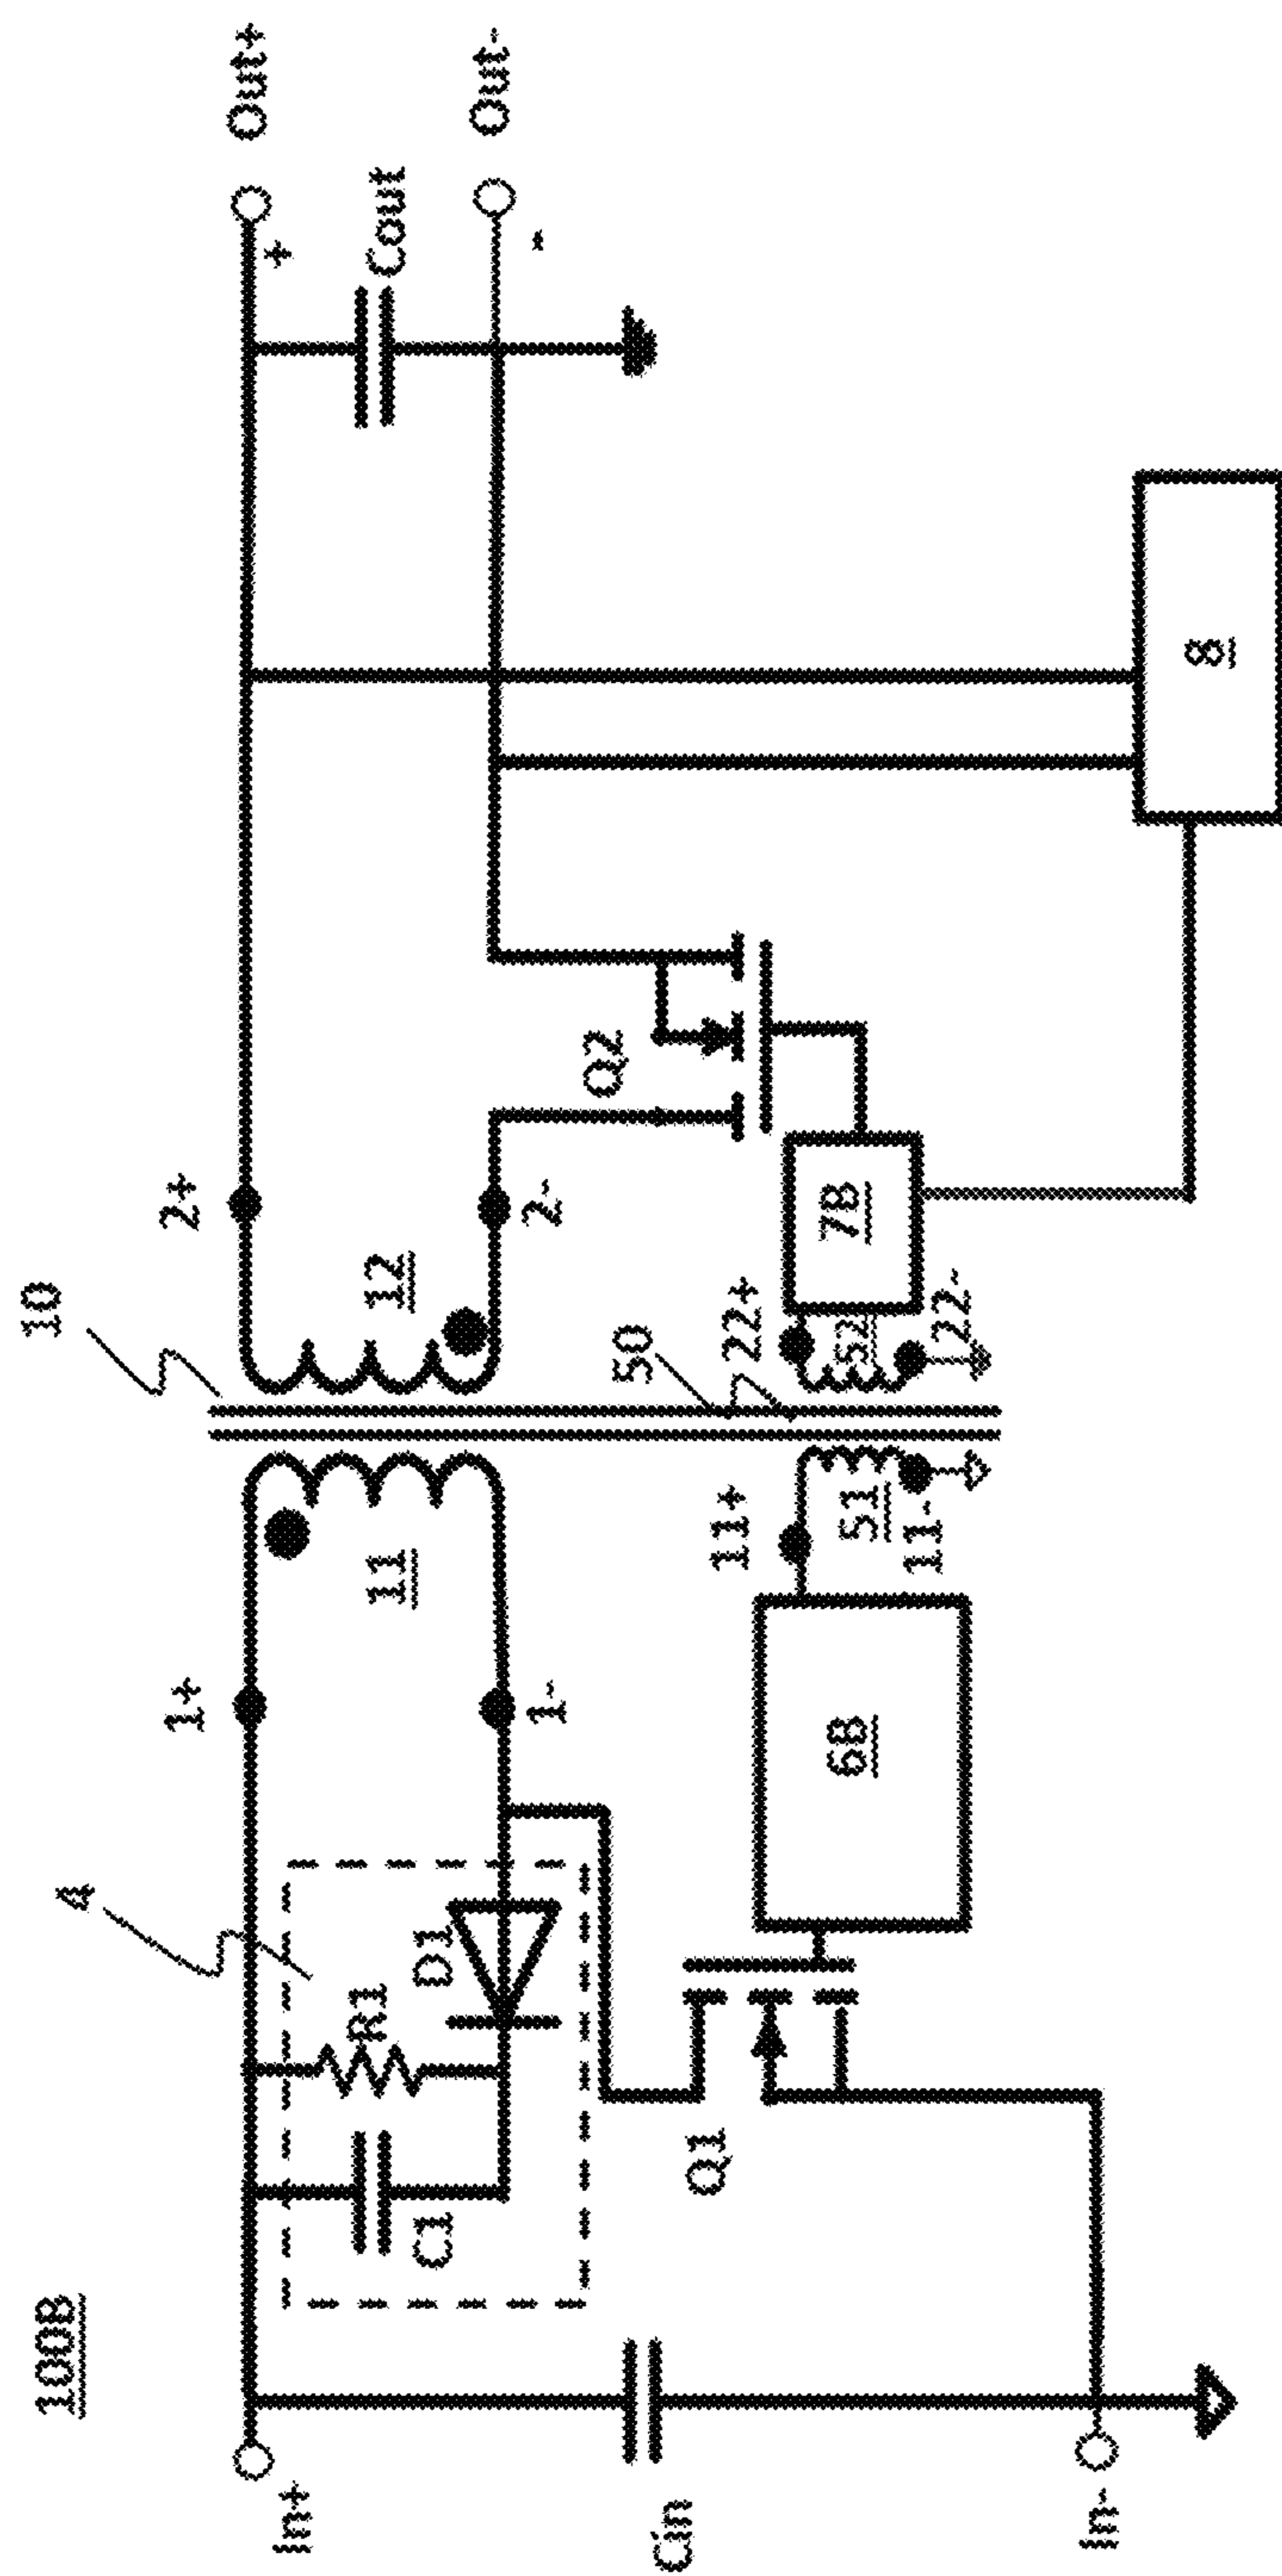 100B
4
10
1+
2+
Out+
In+
C1
R1
D1
11
12
Cout
+
1-
2-
Out-
-
Cin
Q1
Q2
50
11+
22+
6B
51
52
7B
11-
22-
In-
8